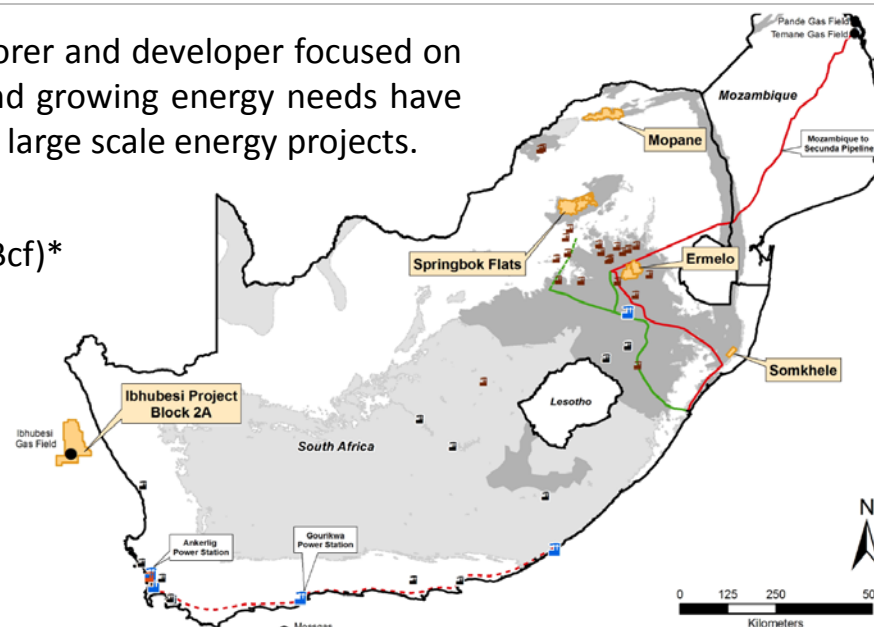 orer and developer focused on
nd growing energy needs have
large scale energy projects.
Bcf)*
Pande Gas Field
Temane Gas Field
Mozambique
Mozambique to
Secunda Pipeline
Mopane
Springbok Flats
Ermelo
Somkhele
Lesotho
Ibhubesi Project
Block 2A
Ibhubesi
Gas Field
South Africa
Ankerlig
Power Station
Gourikwa
Power Station
N
0 125 250 50
Kilometers